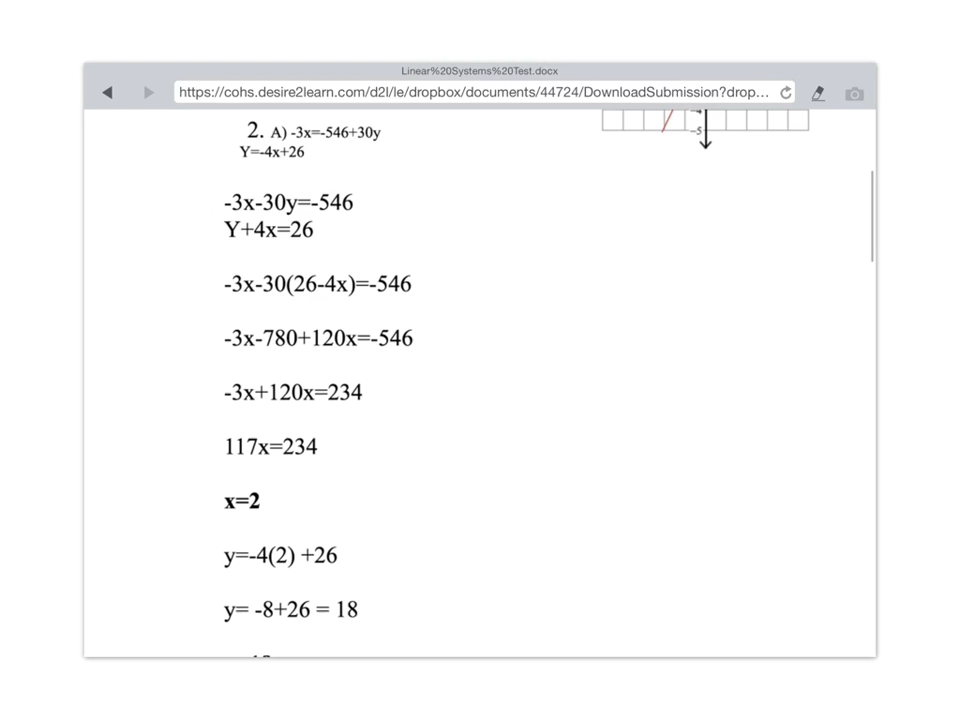 Linear%20Systems%20Test.docx
https://cohs.desire2learn.com/d2l/le/dropbox/documents/44724/DownloadSubmission?drop...
2. A) -3x=-546+30y
Y=-4x+26
-5
-3x-30y=-546
Y+4x=26
-3x-30(26-4x)=-546
-3x-780+120x=-546
-3x+120x=234
117x=234
x=2
y=-4(2) +26
y= -8+26 = 18